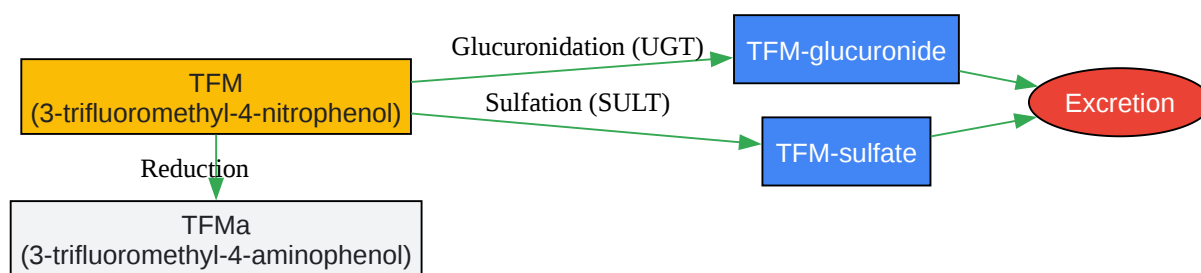 TFM
(3-trifluoromethyl-4-nitrophenol)
Glucuronidation (UGT)
TFM-glucuronide
Sulfation (SULT)
TFM-sulfate
Excretion
Reduction
TFMa
(3-trifluoromethyl-4-aminophenol)